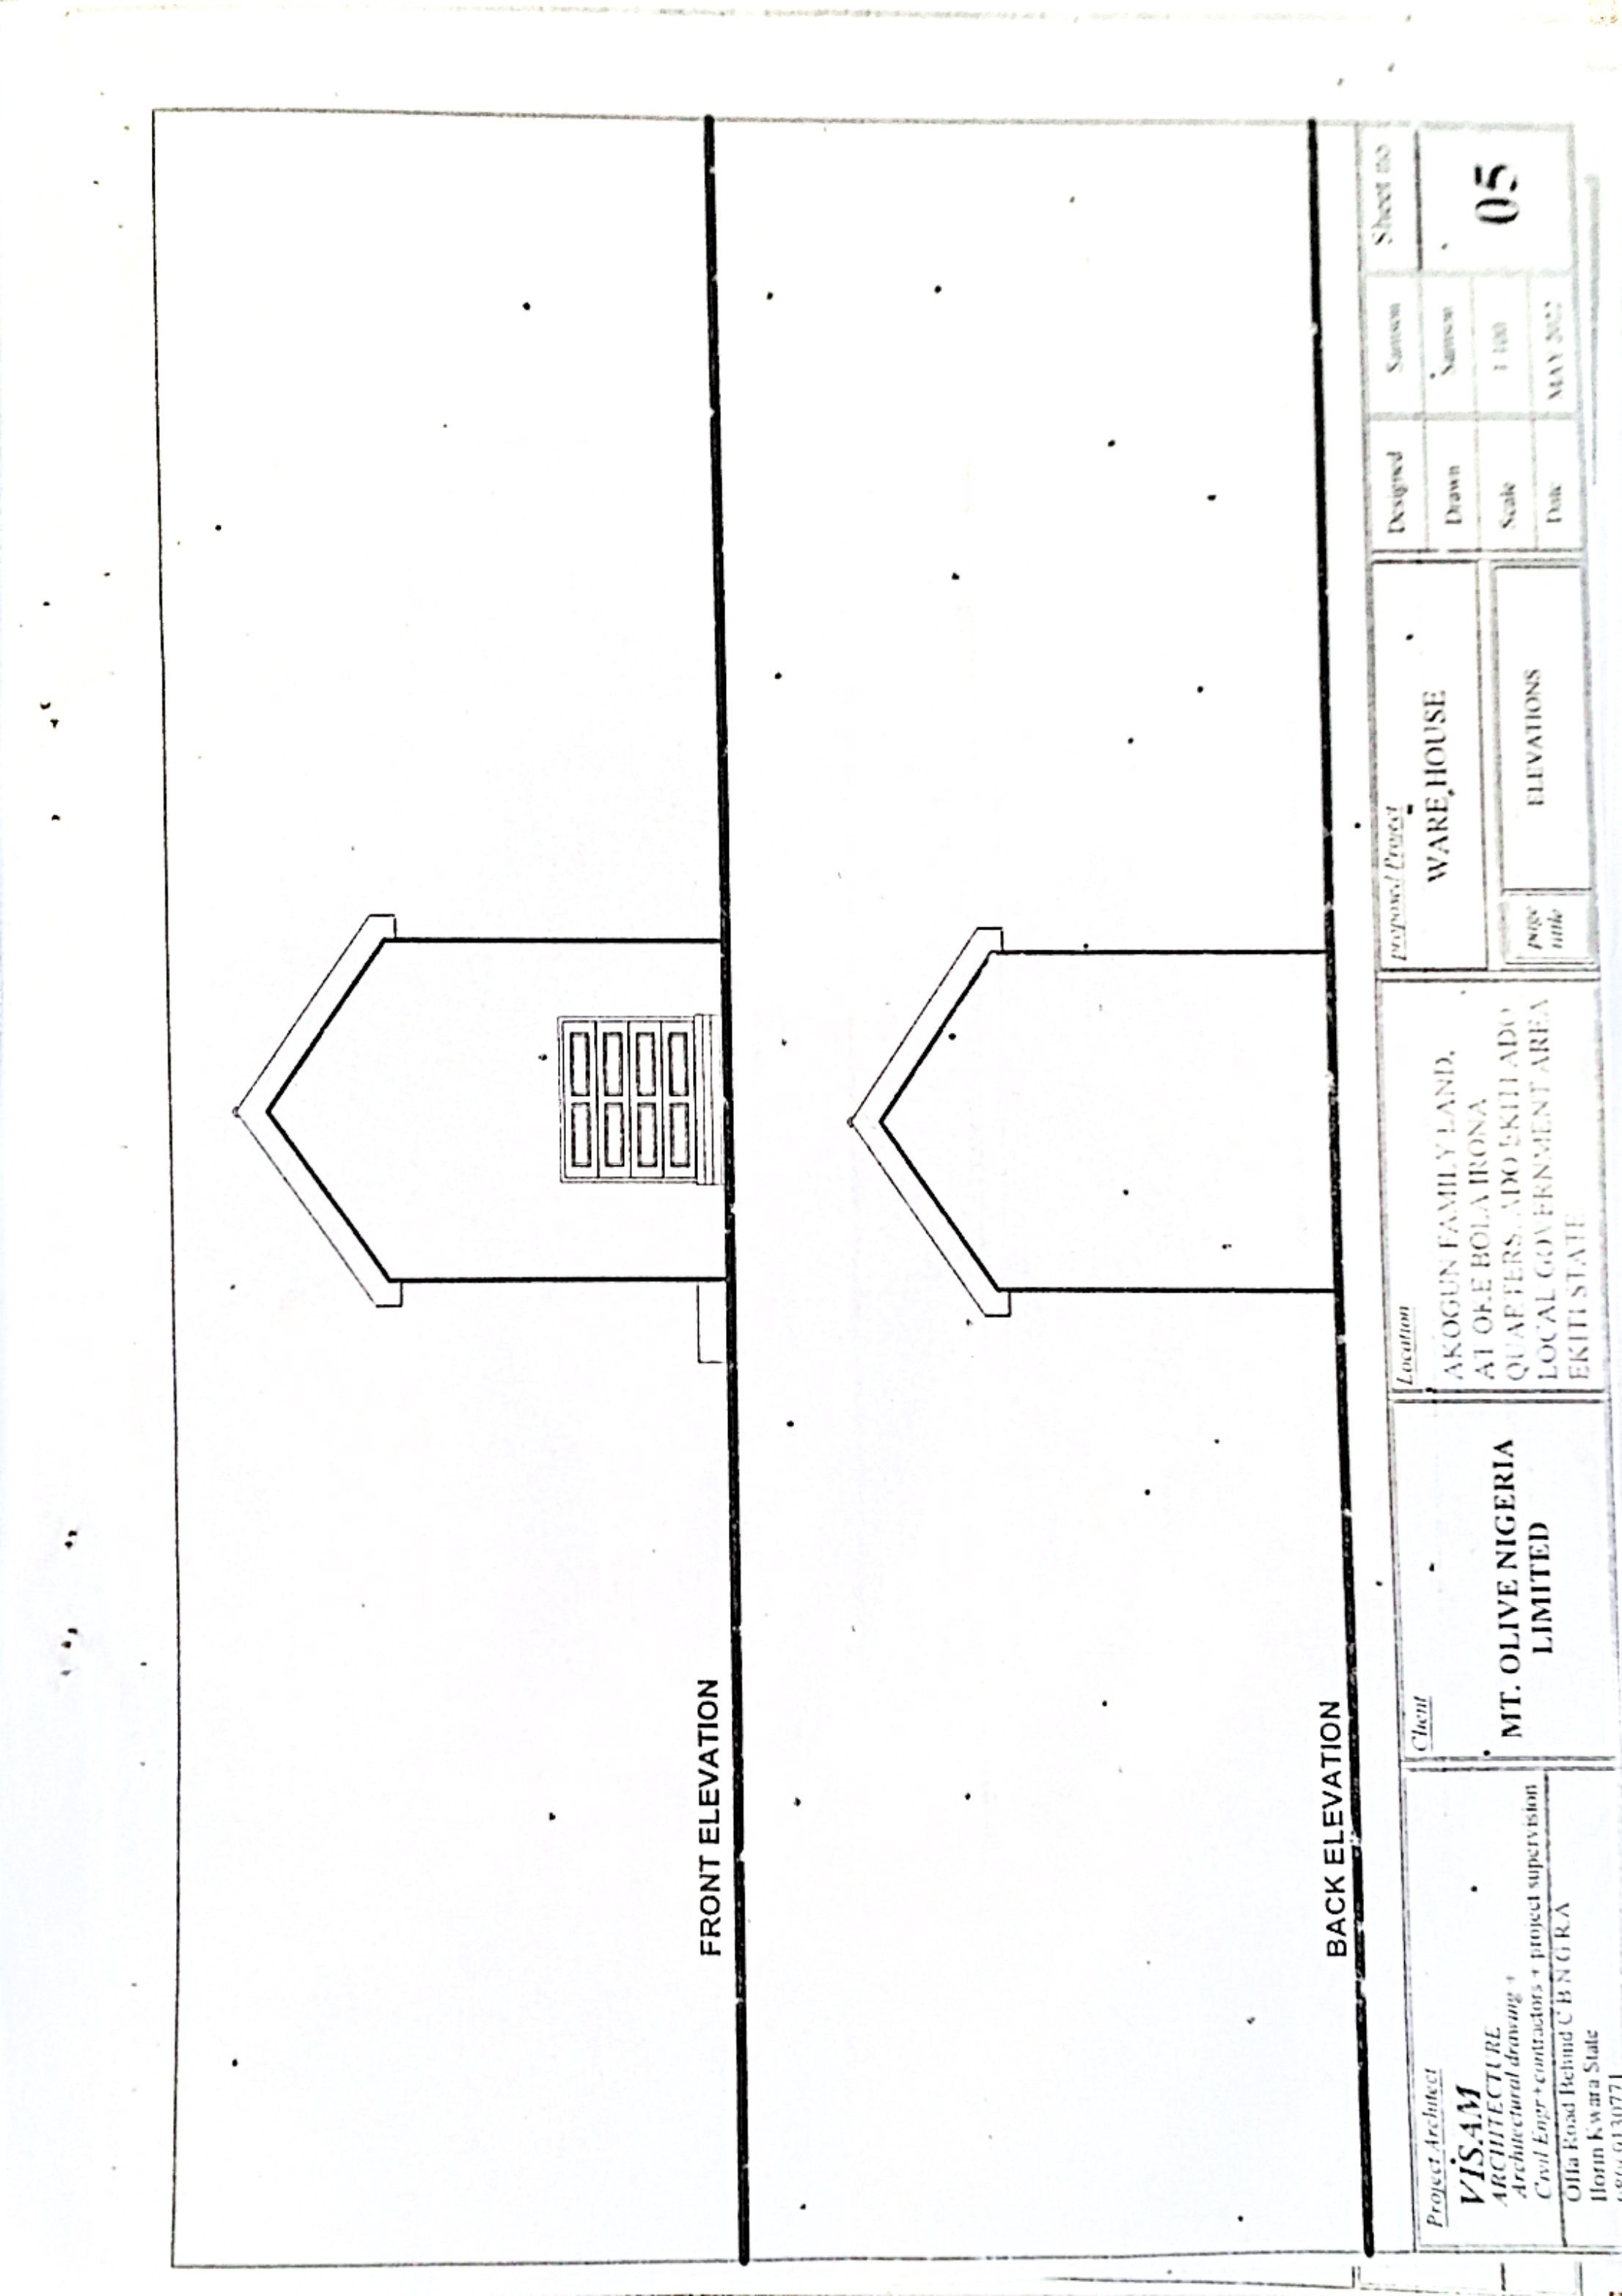 FRONT ELEVATION
BACK ELEVATION
Project Architect
VISAM
ARCHITECTURE
Architectural drawing +
Civil Engr + contractors + project supervision
Offa Road Behind C B N G R A
Ilorin Kwara State
Client
MT. OLIVE NIGERIA
LIMITED
Location
AKOGUN FAMILY LAND,
AT OKE BOLA IRONA
QUARTERS, ADO EKITI ADO
LOCAL GOVERNMENT AREA
EKITI STATE
proposed Project
WARE HOUSE
page
title
ELEVATIONS
Designed
Samson
Drawn
Samson
Scale
1 100
Date
MAY 2022
Sheet no
05